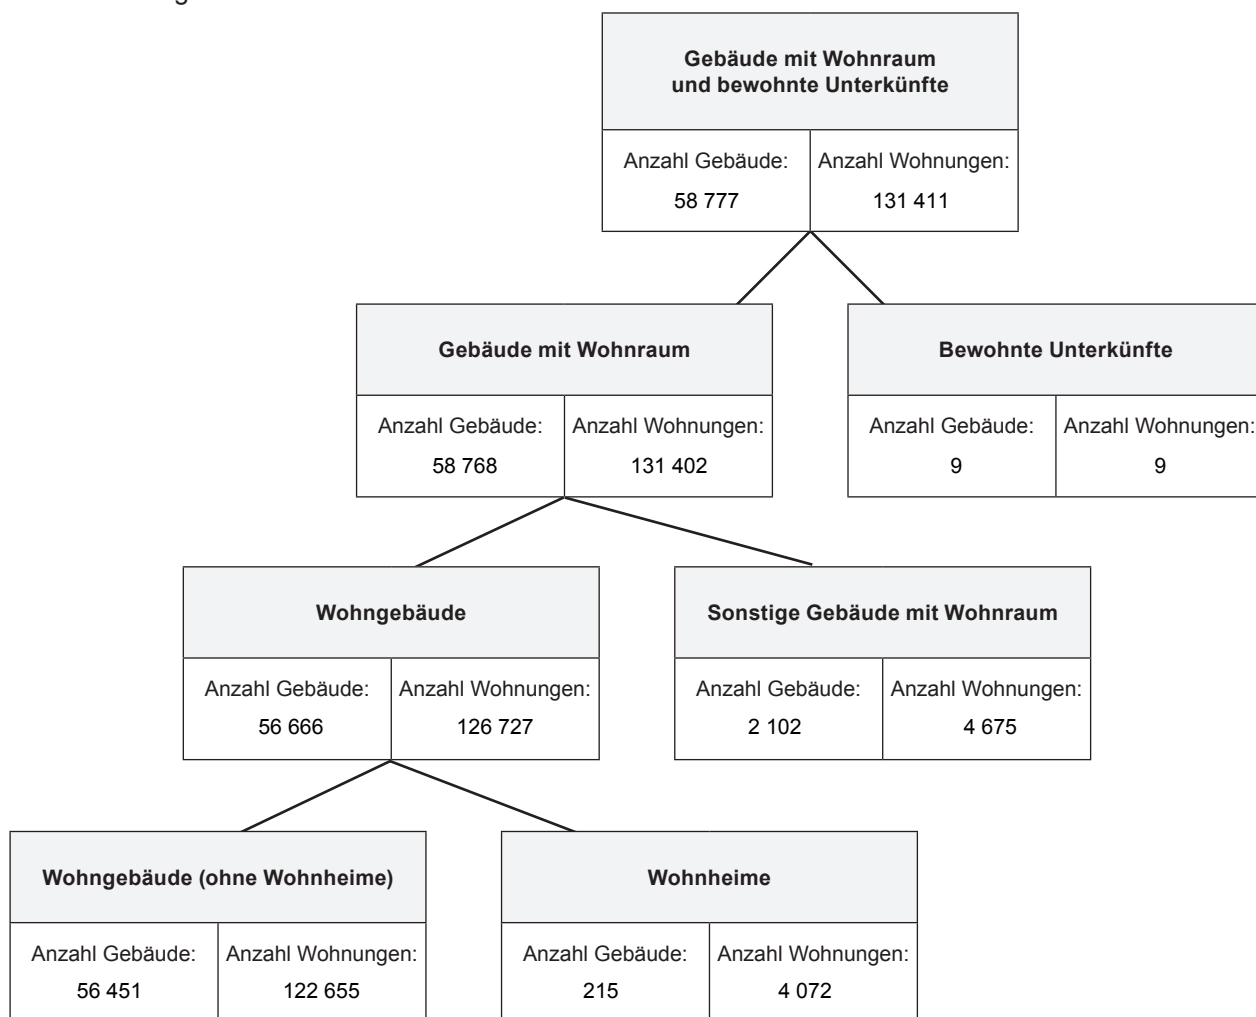 Gebäude mit Wohnraum
und bewohnte Unterkünfte
Anzahl Gebäude: Anzahl Wohnungen:
58 777 131 411
Gebäude mit Wohnraum Bewohnte Unterkünfte
Anzahl Gebäude: Anzahl Wohnungen: Anzahl Gebäude: Anzahl Wohnungen:
58 768 131 402 9 9
Wohngebäude Sonstige Gebäude mit Wohnraum
Anzahl Gebäude: Anzahl Wohnungen: Anzahl Gebäude: Anzahl Wohnungen:
56 666 126 727 2 102 4 675
Wohngebäude (ohne Wohnheime) Wohnheime
Anzahl Gebäude: Anzahl Wohnungen: Anzahl Gebäude: Anzahl Wohnungen:
56 451 122 655 215 4 072